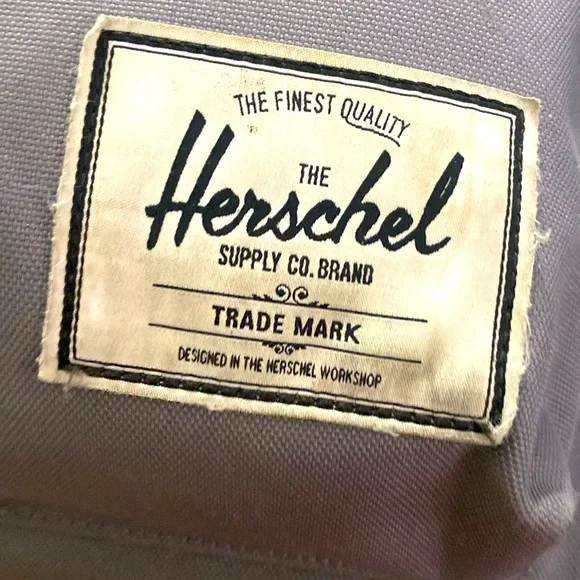 THE FINEST QUALITY
THE
Herschel
SUPPLY CO. BRAND
TRADE MARK
DESIGNED IN THE HERSCHEL WORKSHOP